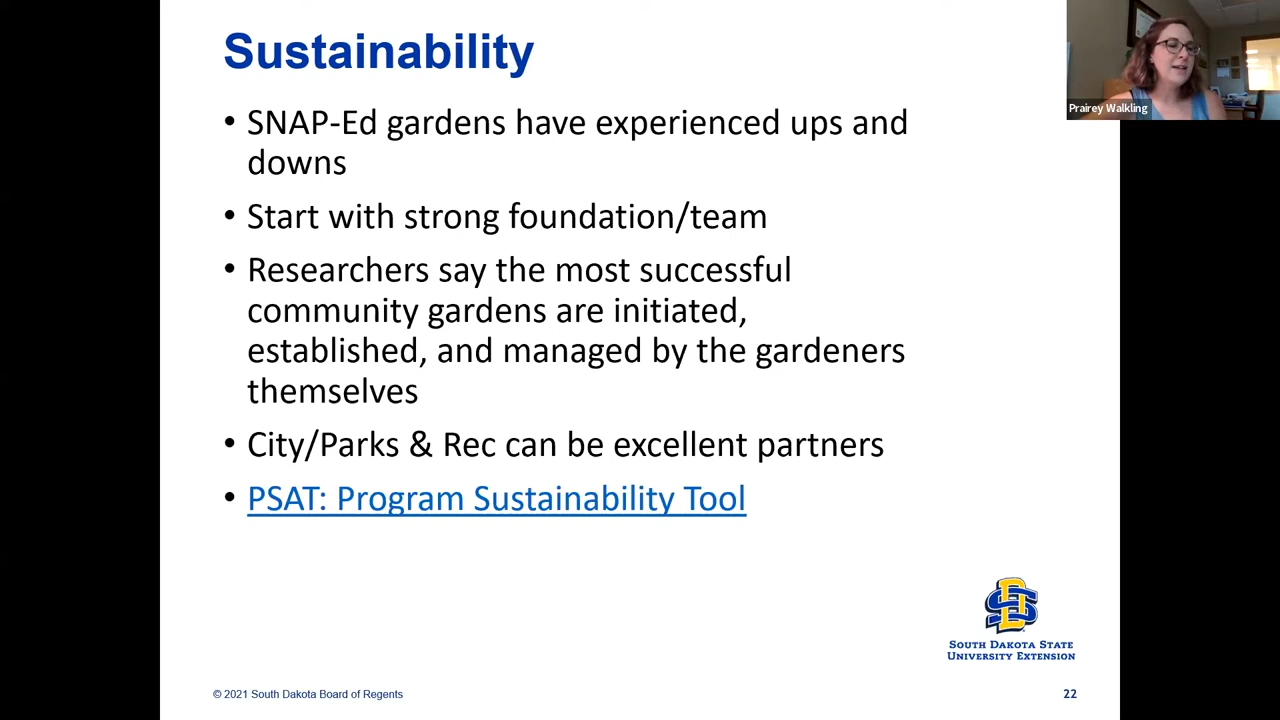 Sustainability
• SNAP-Ed gardens have experienced ups and
downs
• Start with strong foundation/team
• Researchers say the most successful
community gardens are initiated,
established, and managed by the gardeners
themselves
• City/Parks & Rec can be excellent partners
• PSAT: Program Sustainability Tool
Prairey Walkling
SOUTH DAKOTA STATE
UNIVERSITY EXTENSION
© 2021 South Dakota Board of Regents
22